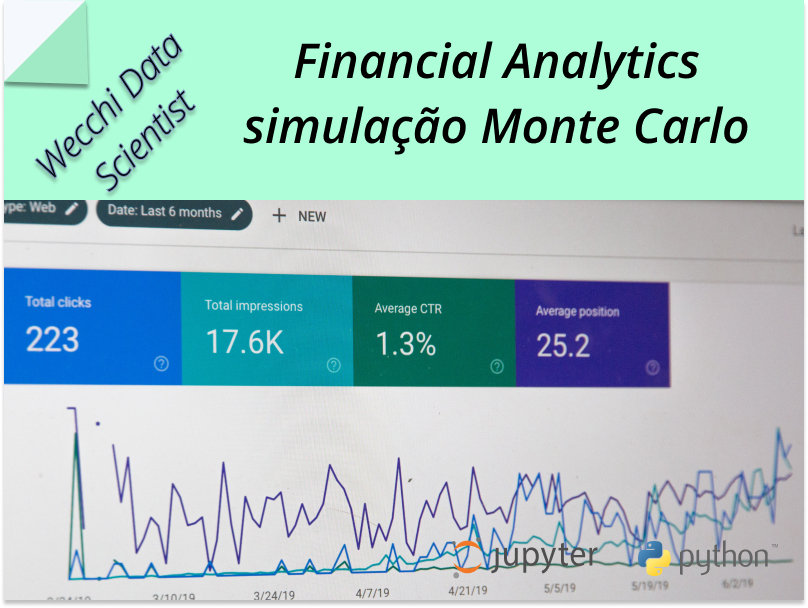 Wecchi Data
Scientist
Financial Analytics
simulação Monte Carlo
ype: Web
Date: Last 6 months
+ NEW
La
Total clicks
223
Total impressions
17.6K
Average CTR
1.3%
Average position
25.2
3/10/19
3/24/19
4/7/19
4/21/19
5/5/19
5/19/19
6/2/19
jupyter
python™